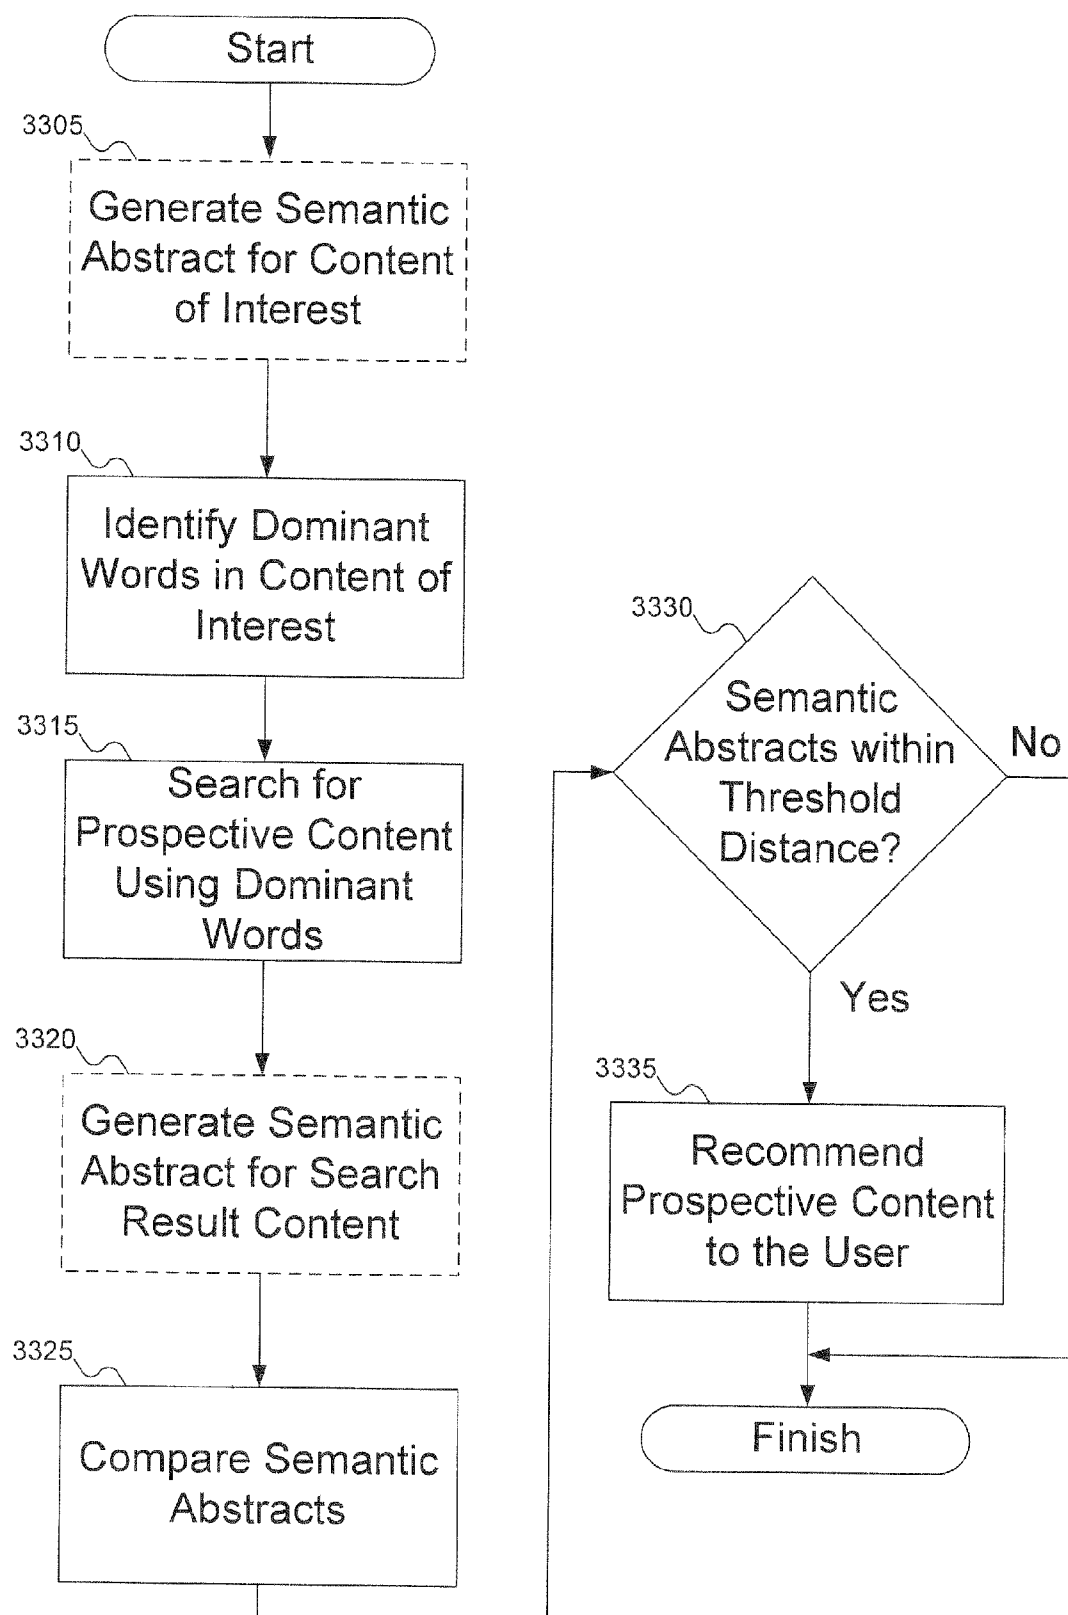 Start
3305
Generate Semantic
Abstract for Content
of Interest
3310
Identify Dominant
Words in Content of
Interest
3315
Search for
Prospective Content
Using Dominant
Words
3320
Generate Semantic
Abstract for Search
Result Content
3325
Compare Semantic
Abstracts
3330
Semantic
Abstracts within
Threshold
Distance?
No
Yes
3335
Recommend
Prospective Content
to the User
Finish